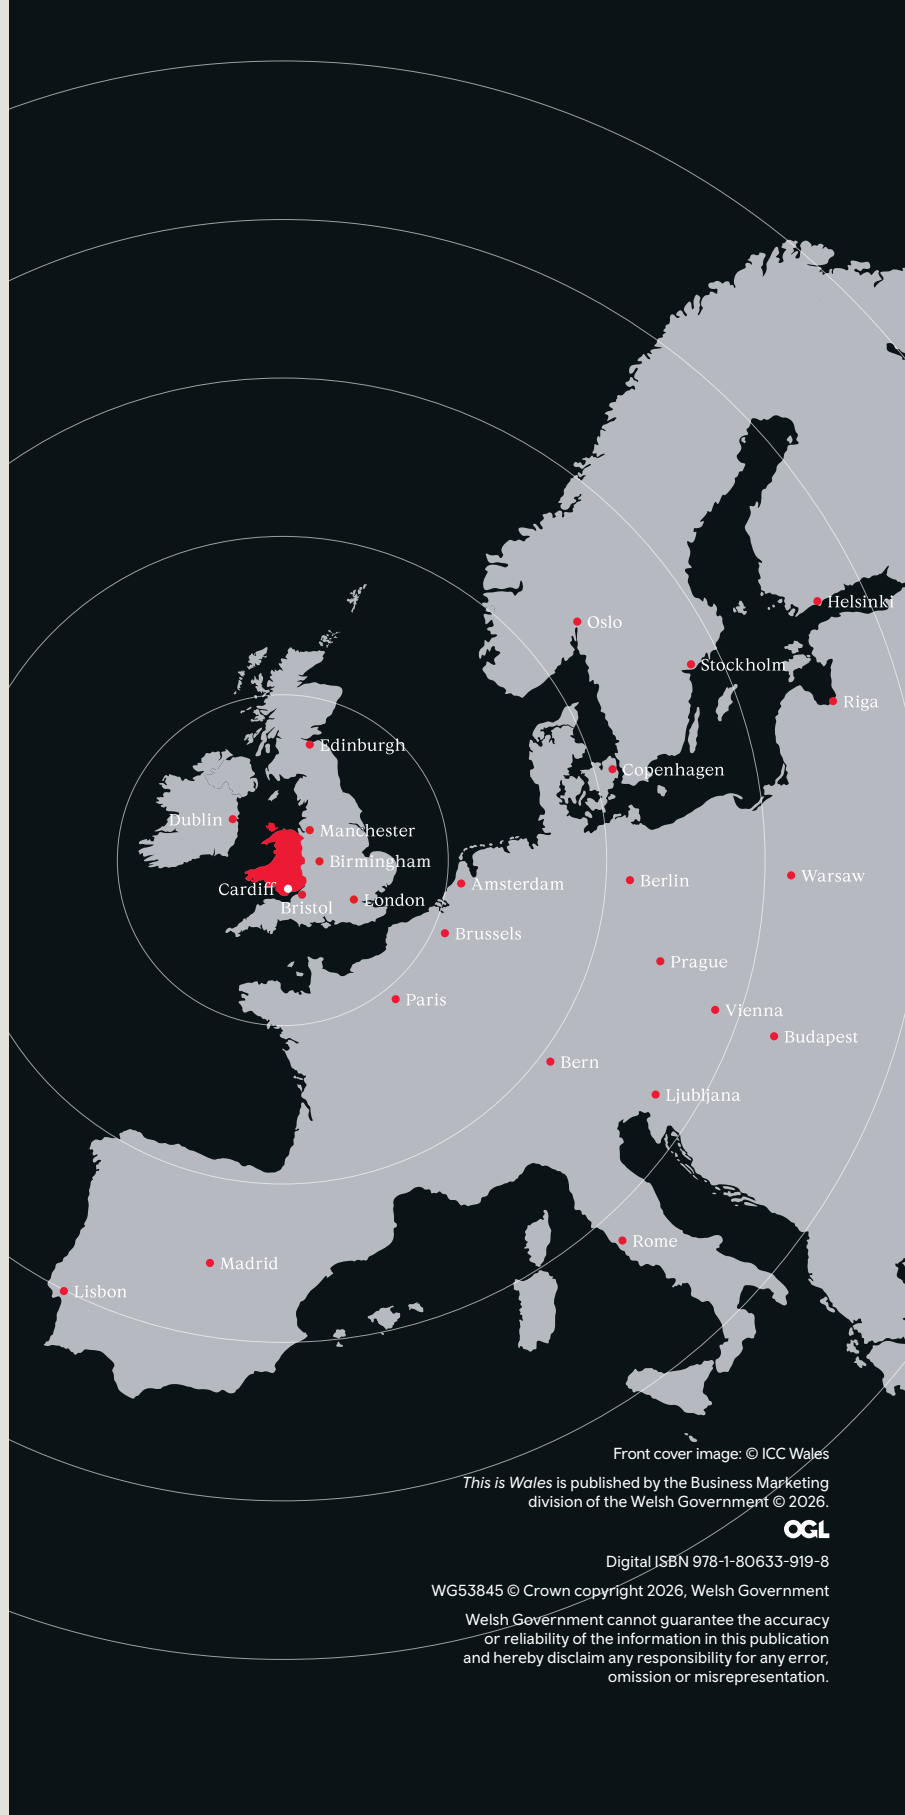 Oslo
Helsinki
Stockholm
Riga
Edinburgh
Copenhagen
Dublin
Manchester
Birmingham
Cardiff
Bristol
London
Amsterdam
Berlin
Warsaw
Brussels
Prague
Paris
Vienna
Budapest
Bern
Ljubljana
Rome
Madrid
Lisbon
Front cover image: © ICC Wales
This is Wales is published by the Business Marketing
division of the Welsh Government © 2026.
OGL
Digital ISBN 978-1-80633-919-8
WG53845 © Crown copyright 2026, Welsh Government
Welsh Government cannot guarantee the accuracy
or reliability of the information in this publication
and hereby disclaim any responsibility for any error,
omission or misrepresentation.